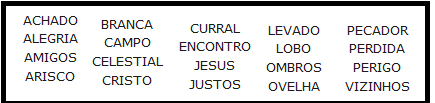 ACHADO
ALEGRIA
AMIGOS
ARISCO
BRANCA
CAMPO
CELESTIAL
CRISTO
CURRAL
ENCONTRO
JESUS
JUSTOS
LEVADO
LOBO
OMBROS
OVELHA
PECADOR
PERDIDA
PERIGO
VIZINHOS